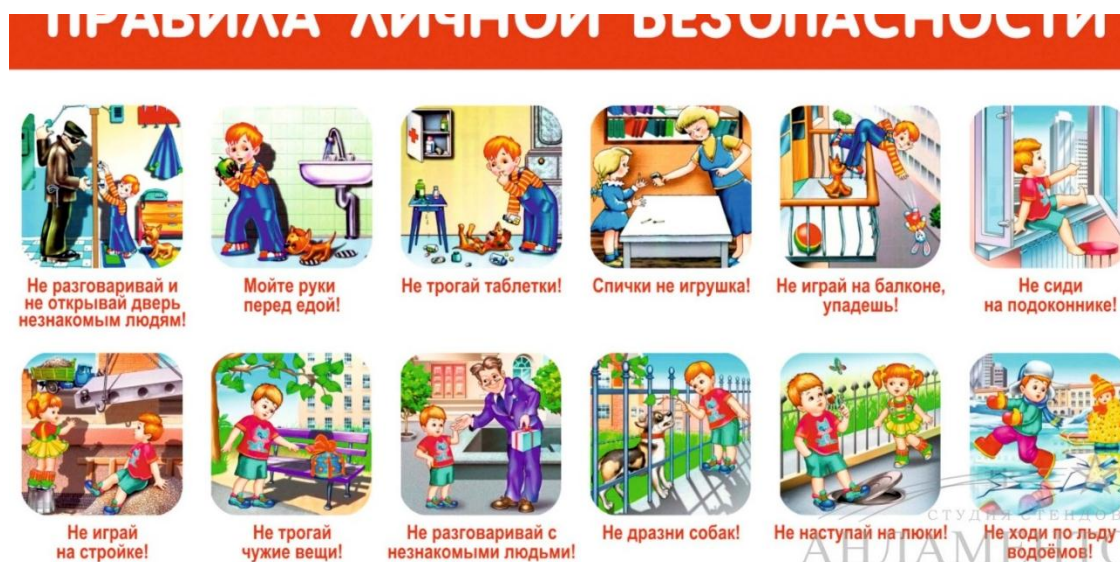 ПРАВИЛА ЛИЧНОЙ БЕЗОПАСНОСТИ
Не разговаривай и
не открывай дверь
незнакомым людям!
Мойте руки
перед едой!
Не трогай таблетки!
Спички не игрушка!
Не играй на балконе,
упадешь!
Не сиди
на подоконнике!
Не играй
на стройке!
Не трогай
чужие вещи!
Не разговаривай с
незнакомыми людьми!
Не дразни собак!
Не наступай на люки!
Не ходи по льду
водоёмов!
СТУДИЯ СТЕНДОВ